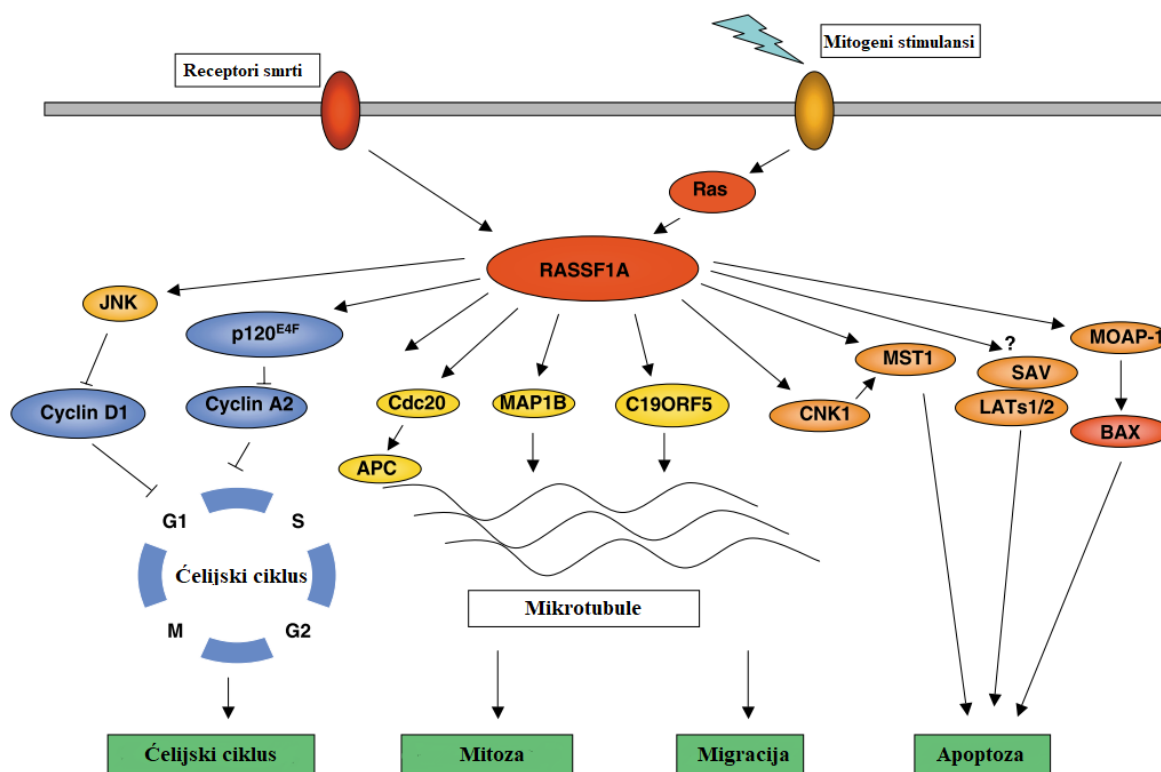 Mitogeni stimulansi
Receptori smrti
Ras
RASSF1A
JNK
p120E4F
?
MOAP-1
MST1
SAV
Cyclin D1
Cyclin A2
Cdc20
MAP1B
C19ORF5
CNK1
LATs1/2
BAX
APC
G1
S
Ćelijski ciklus
M
G2
Mikrotubule
Ćelijski ciklus
Mitoza
Migracija
Apoptoza